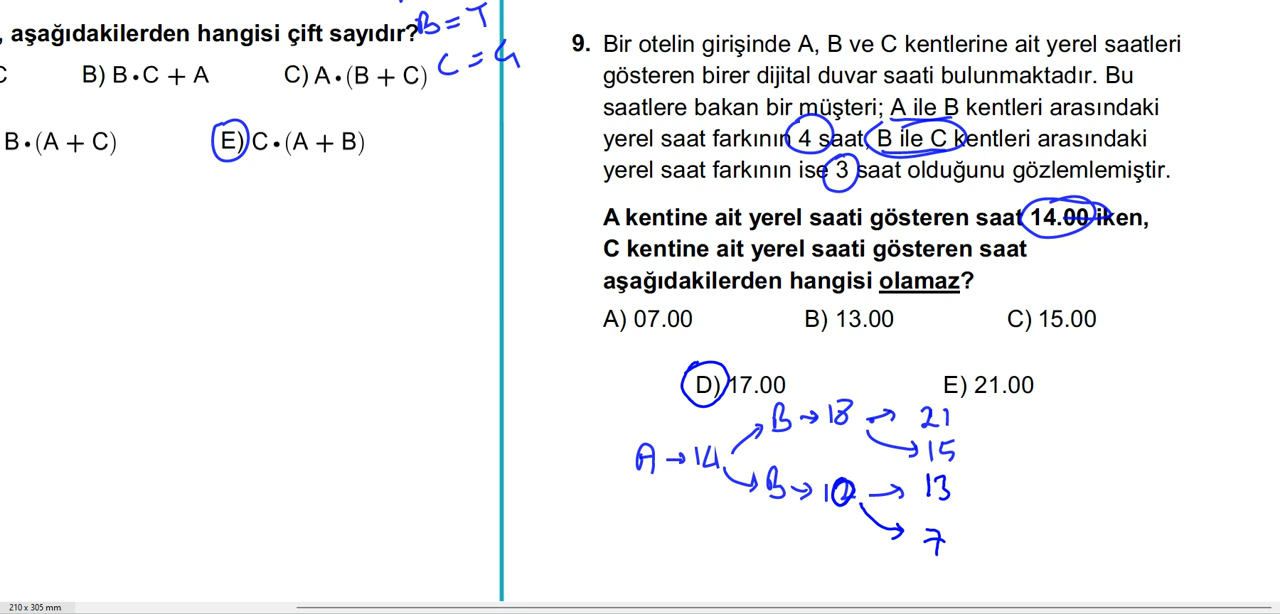 , aşağıdakilerden hangisi çift sayıdır?
B = T
C = Ç
C
B) B•C + A
C) A•(B + C)
B•(A + C)
E) C•(A + B)
9. Bir otelin girişinde A, B ve C kentlerine ait yerel saatleri
gösteren birer dijital duvar saati bulunmaktadır. Bu
saatlere bakan bir müşteri; A ile B kentleri arasındaki
yerel saat farkının 4 saat, B ile C kentleri arasındaki
yerel saat farkının ise 3 saat olduğunu gözlemlemiştir.
A kentine ait yerel saati gösteren saat 14.00 iken,
C kentine ait yerel saati gösteren saat
aşağıdakilerden hangisi olamaz?
A) 07.00
B) 13.00
C) 15.00
D) 17.00
E) 21.00
B → 18 → 21
→ 15
A → 14
B → 10 → 13
→ 7
210 x 305 mm